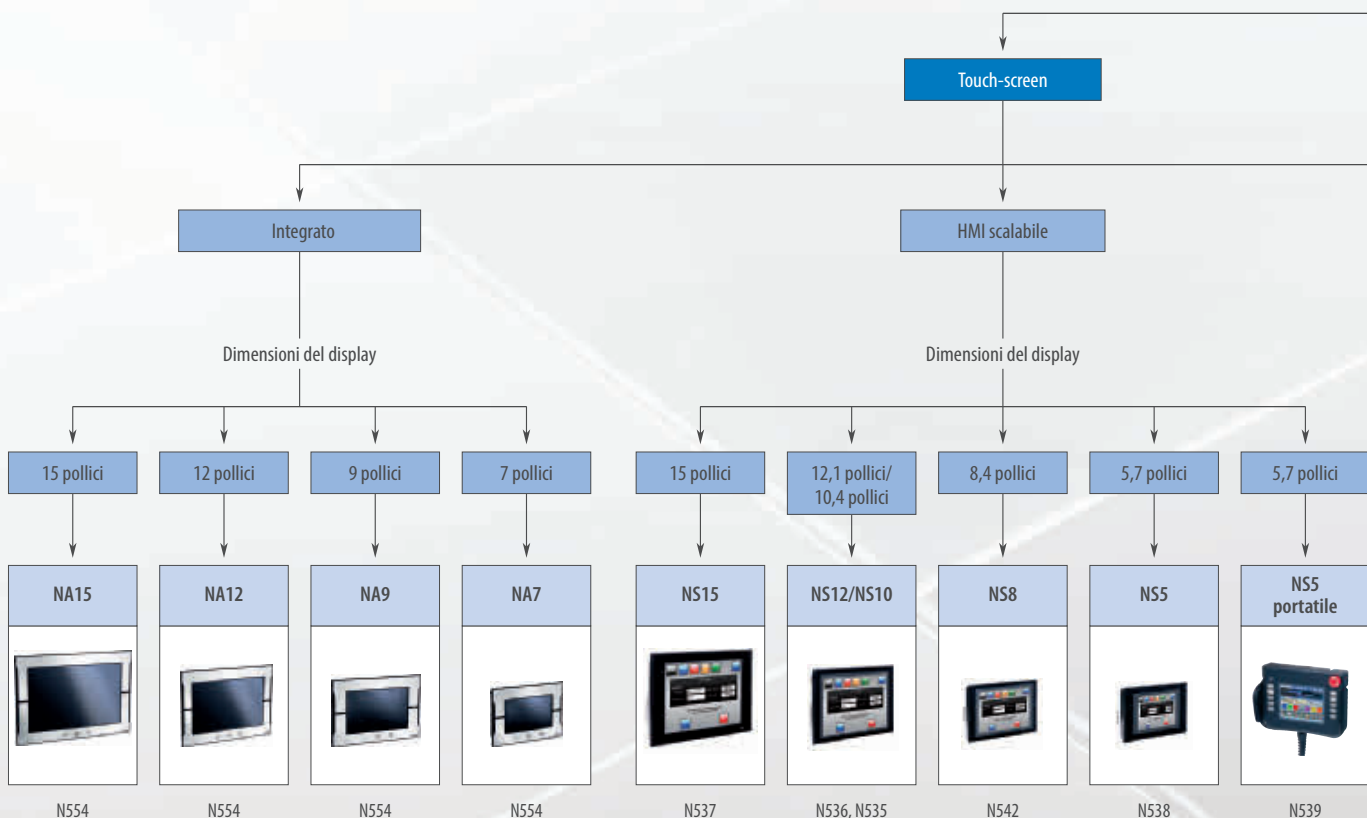 Touch-screen
Integrato
HMI scalabile
Dimensioni del display
Dimensioni del display
15 pollici
12 pollici
9 pollici
7 pollici
15 pollici
12,1 pollici/
10,4 pollici
8,4 pollici
5,7 pollici
5,7 pollici
NA15
NA12
NA9
NA7
NS15
NS12/NS10
NS8
NS5
NS5
portatile
N554
N554
N554
N554
N537
N536, N535
N542
N538
N539